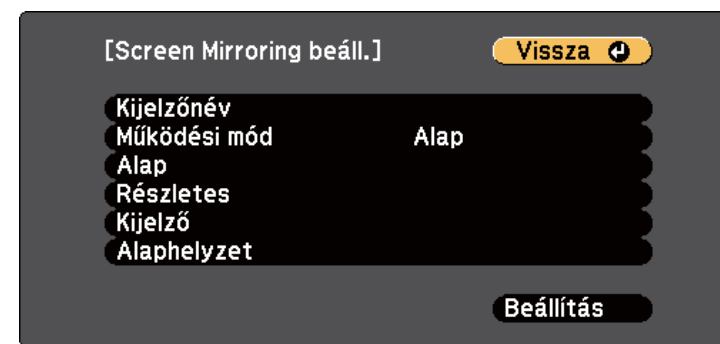 [Screen Mirroring beáll.] Vissza
Kijelzőnév
Működési mód Alap
Alap
Részletes
Kijelző
Alaphelyzet
Beállítás